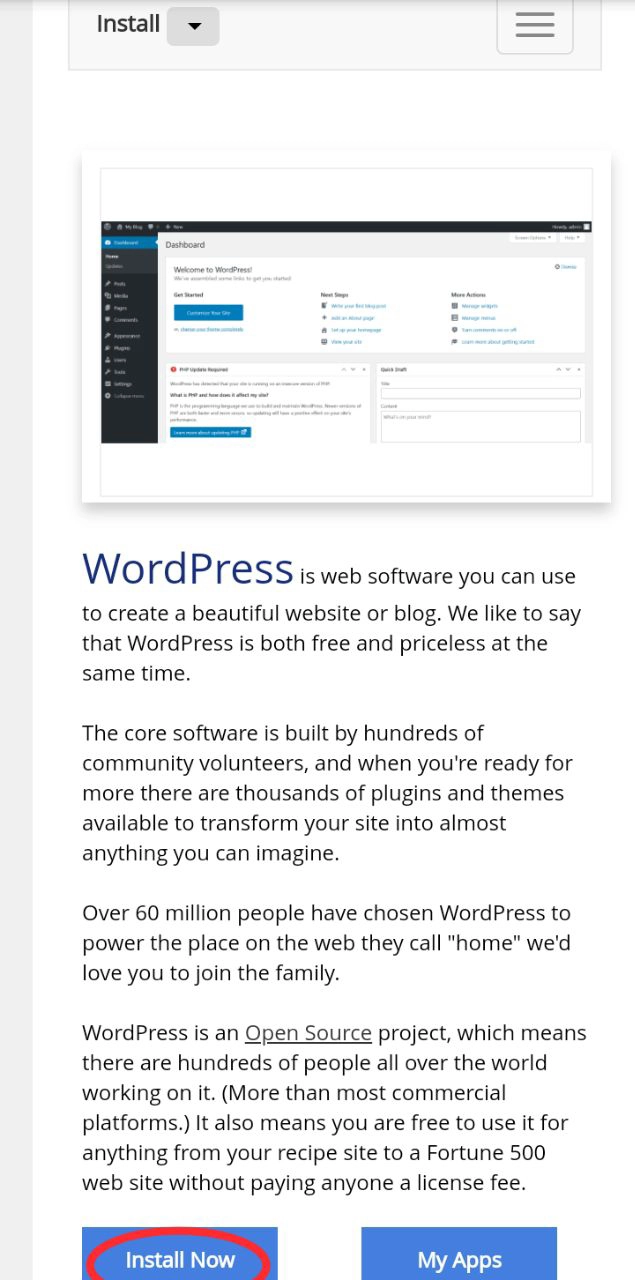 Install
My Blog
New
Howdy, admin
Dashboard
Home
Updates
Posts
Media
Pages
Comments
Appearance
Plugins
Users
Tools
Settings
Collapse menu
Dashboard
Screen Options
Help
Welcome to WordPress!
We've assembled some links to get you started
Dismiss
Get Started
Customize Your Site
or, change your theme completely
Next Steps
Write your first blog post
Add an About page
Set up your homepage
View your site
More Actions
Manage widgets
Manage menus
Turn comments on or off
Learn more about getting started
PHP Update Required
WordPress has detected that your site is running on an insecure version of PHP.
What is PHP and how does it affect my site?
PHP is the programming language we use to build and maintain WordPress. Newer versions of
PHP are both faster and more secure, so updating will have a positive effect on your site's
performance.
Learn more about updating PHP
Quick Draft
Title
Content
What's on your mind?
WordPress is web software you can use
to create a beautiful website or blog. We like to say
that WordPress is both free and priceless at the
same time.
The core software is built by hundreds of
community volunteers, and when you're ready for
more there are thousands of plugins and themes
available to transform your site into almost
anything you can imagine.
Over 60 million people have chosen WordPress to
power the place on the web they call "home" we'd
love you to join the family.
WordPress is an Open Source project, which means
there are hundreds of people all over the world
working on it. (More than most commercial
platforms.) It also means you are free to use it for
anything from your recipe site to a Fortune 500
web site without paying anyone a license fee.
Install Now
My Apps